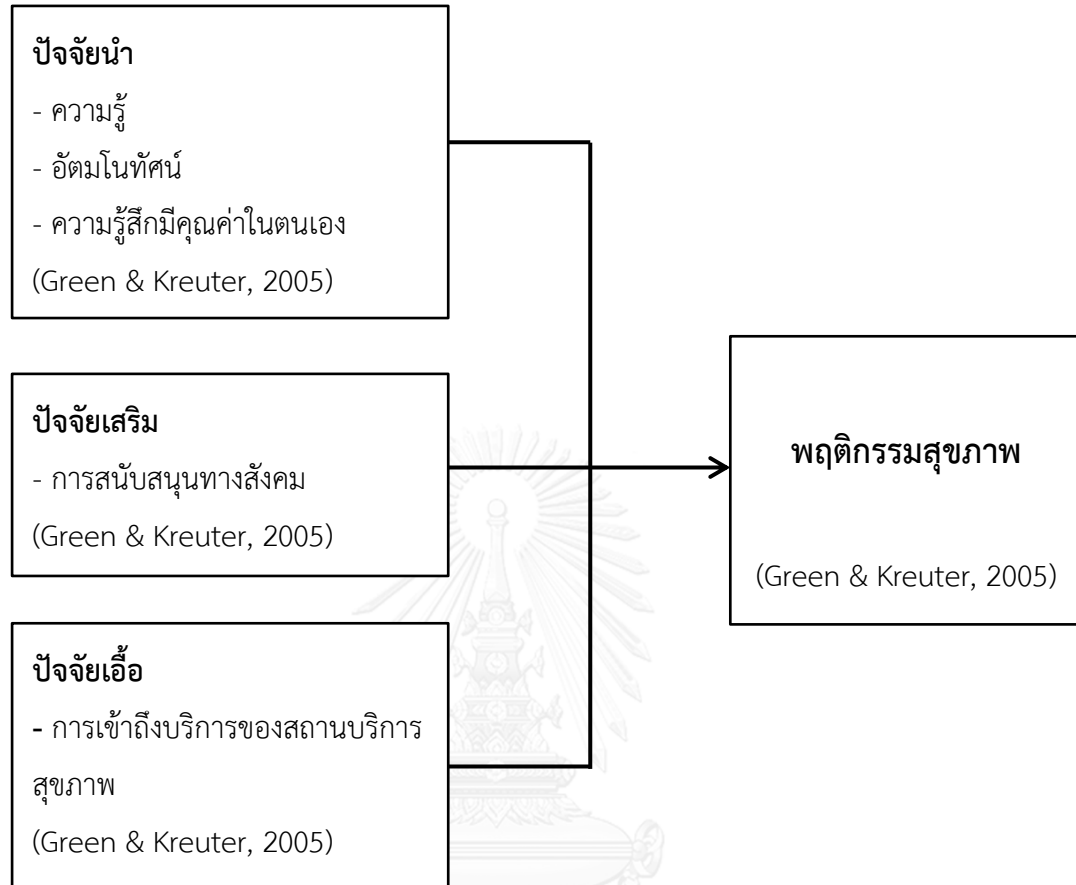 ปัจจัยนำ
- ความรู้
- อัตมโนทัศน์
- ความรู้สึกมีคุณค่าในตนเอง
(Green & Kreuter, 2005)
ปัจจัยเสริม
- การสนับสนุนทางสังคม
(Green & Kreuter, 2005)
ปัจจัยเอื้อ
- การเข้าถึงบริการของสถานบริการ
สุขภาพ
(Green & Kreuter, 2005)
พฤติกรรมสุขภาพ
(Green & Kreuter, 2005)